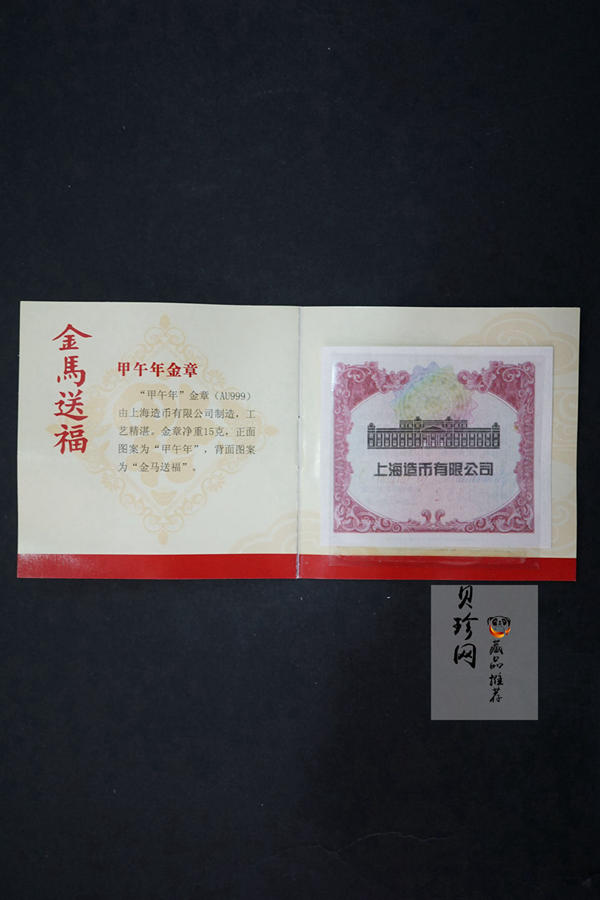 金馬送福
甲午年金章
“甲午年”金章（AU999）
由上海造币有限公司制造，工
艺精湛。金章净重15克，正面
图案为“甲午年”，背面图案
为“金马送福”。
上海造币有限公司
贝珍网
藏品推荐